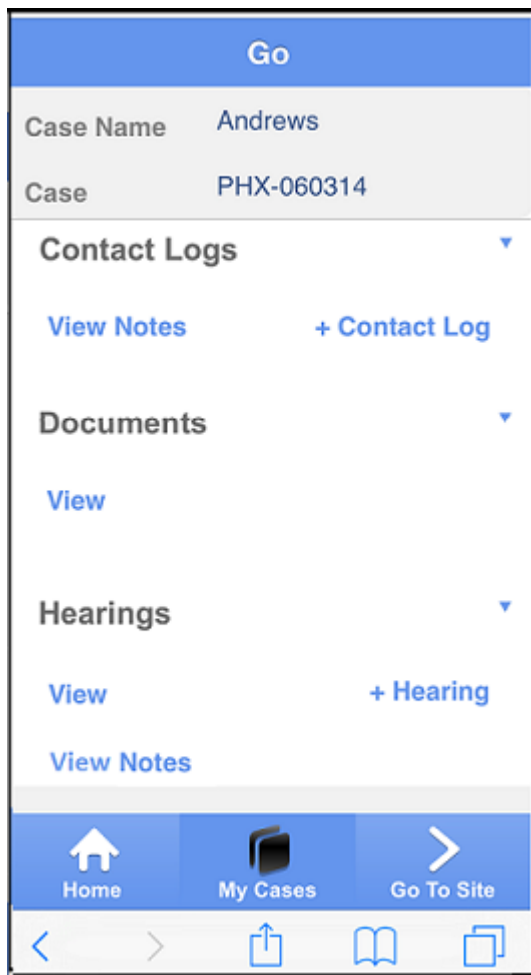 Go
Case Name Andrews
Case PHX-060314
Contact Logs
View Notes + Contact Log
Documents
View
Hearings
View + Hearing
View Notes
Home My Cases Go To Site